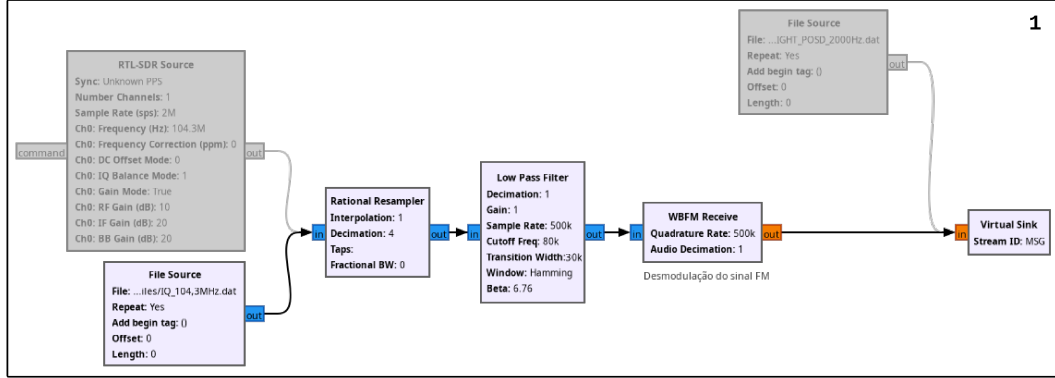 1
File Source
File: ...IGHT_POSD_2000Hz.dat
Repeat: Yes
Add begin tag: ()
Offset: 0
Length: 0
out
RTL-SDR Source
Sync: Unknown PPS
Number Channels: 1
Sample Rate (sps): 2M
Ch0: Frequency (Hz): 104.3M
Ch0: Frequency Correction (ppm): 0
Ch0: DC Offset Mode: 0
Ch0: IQ Balance Mode: 1
Ch0: Gain Mode: True
Ch0: RF Gain (dB): 10
Ch0: IF Gain (dB): 20
Ch0: BB Gain (dB): 20
command
out
File Source
File: ...iles/IQ_104,3MHz.dat
Repeat: Yes
Add begin tag: ()
Offset: 0
Length: 0
out
Rational Resampler
Interpolation: 1
Decimation: 4
Taps:
Fractional BW: 0
in
out
Low Pass Filter
Decimation: 1
Gain: 1
Sample Rate: 500k
Cutoff Freq: 80k
Transition Width:30k
Window: Hamming
Beta: 6.76
in
out
WBFM Receive
Quadrature Rate: 500k
Audio Decimation: 1
in
out
Desmodulação do sinal FM
Virtual Sink
Stream ID: MSG
in